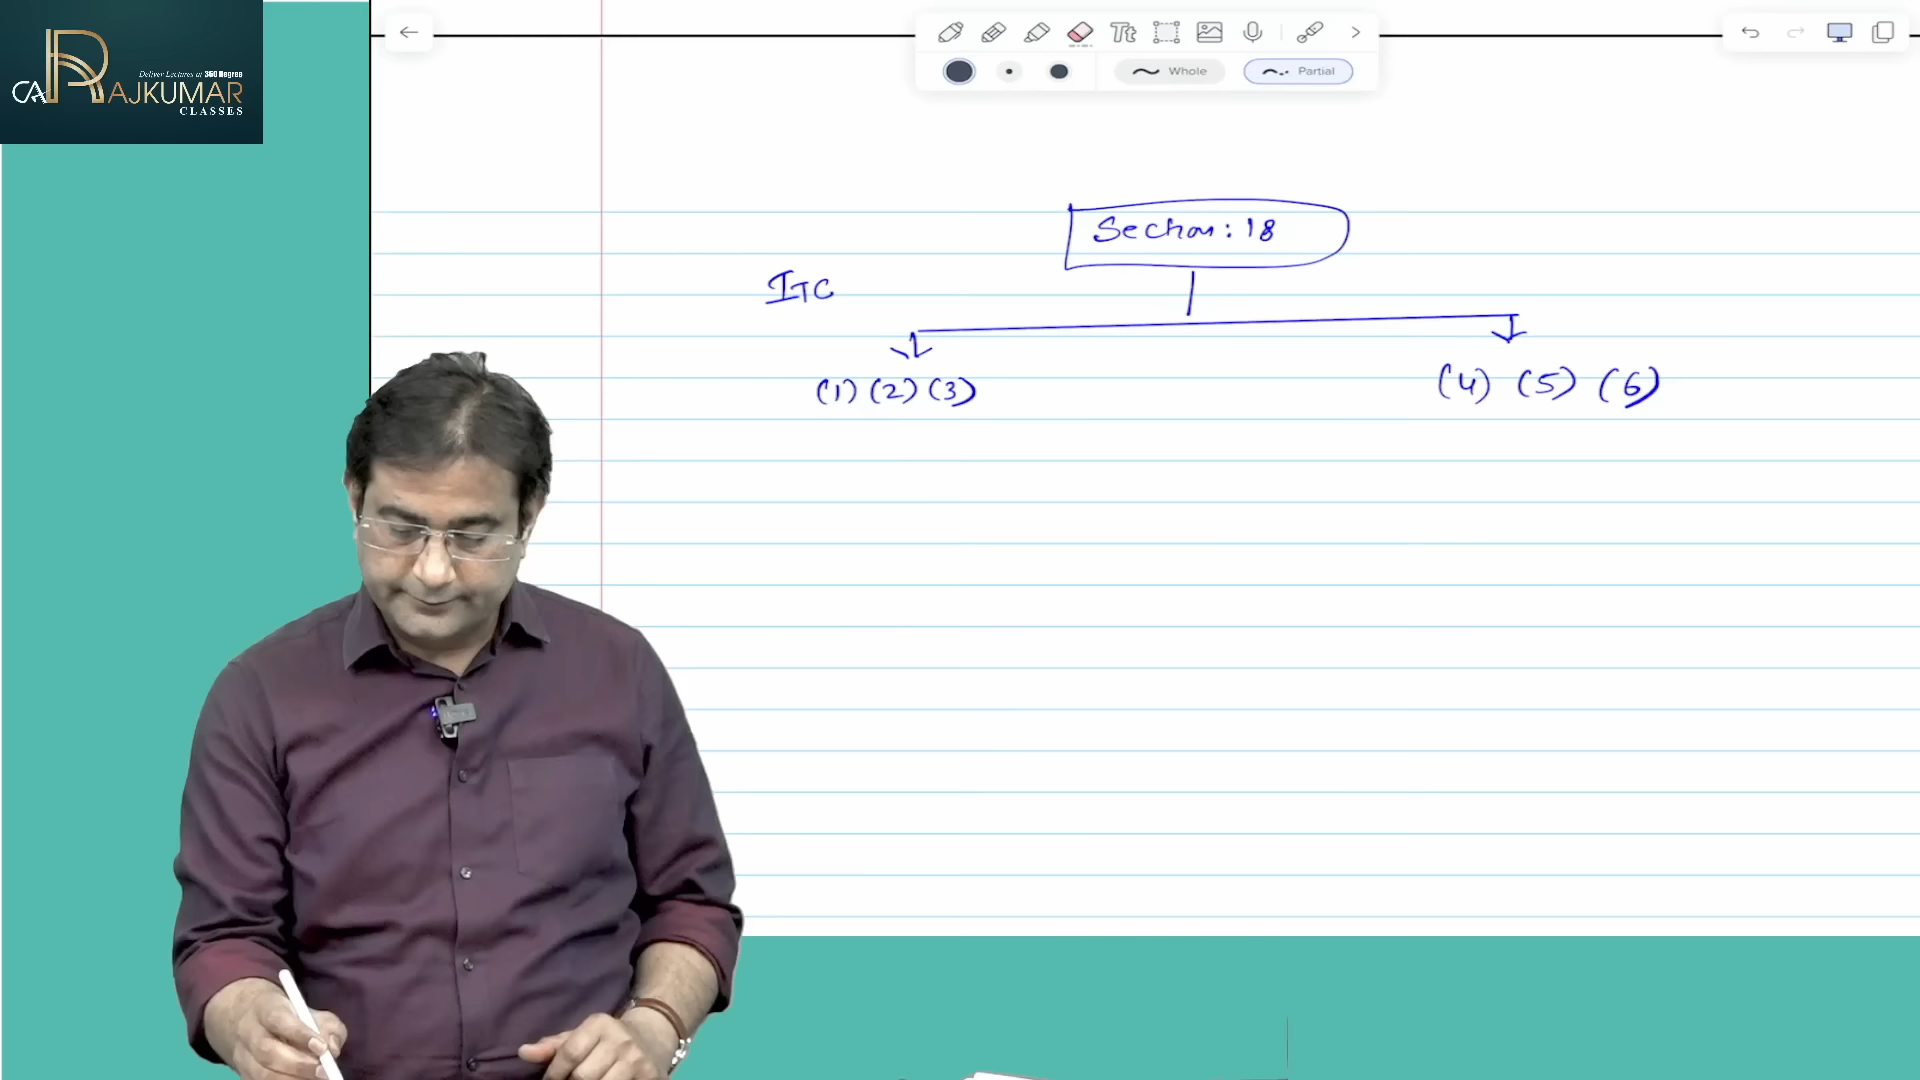 Deliver Lectures at 360 Degree
CA RAJKUMAR
CLASSES
Tt
Whole
Partial
Section : 18
ITC
(1) (2) (3)
(4) (5) (6)